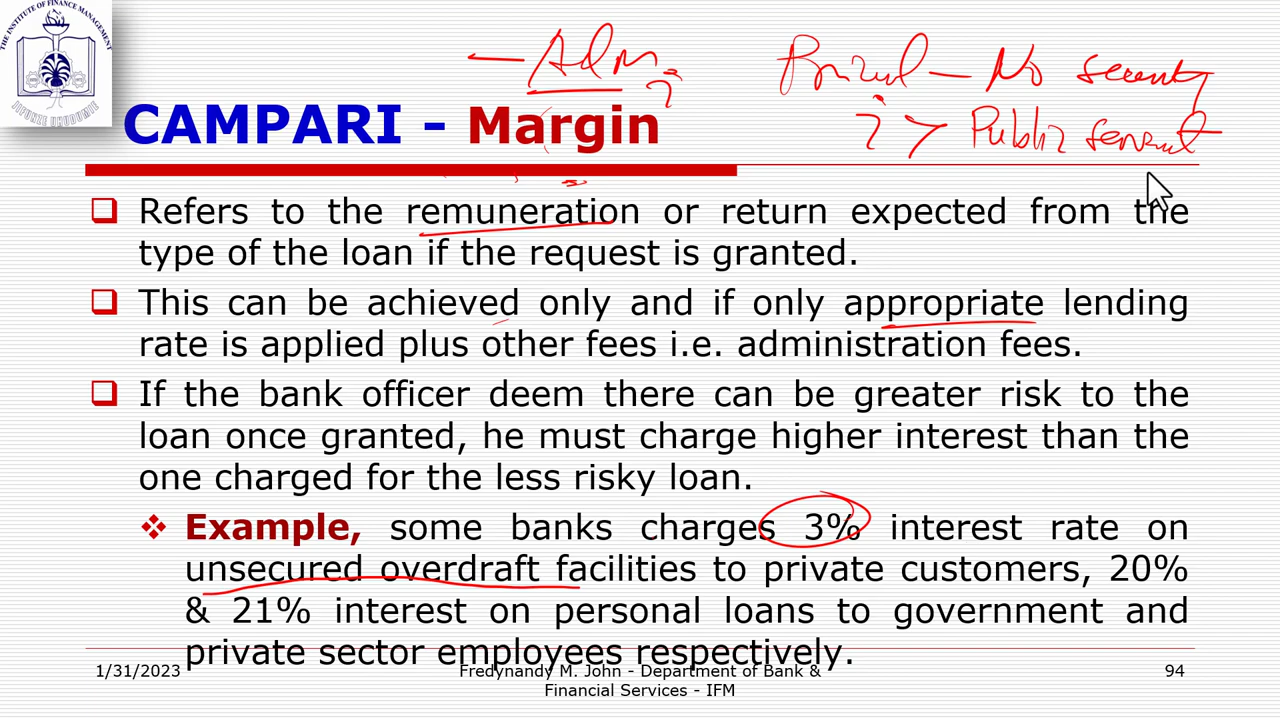 THE INSTITUTE OF FINANCE MANAGEMENT
- Adm
?
No security
? > Public servant
CAMPARI - Margin
Refers to the remuneration or return expected from the
type of the loan if the request is granted.
This can be achieved only and if only appropriate lending
rate is applied plus other fees i.e. administration fees.
If the bank officer deem there can be greater risk to the
loan once granted, he must charge higher interest than the
one charged for the less risky loan.
Example, some banks charges 3% interest rate on
unsecured overdraft facilities to private customers, 20%
& 21% interest on personal loans to government and
private sector employees respectively.
1/31/2023
Fredynandy M. John - Department of Bank &
Financial Services - IFM
94